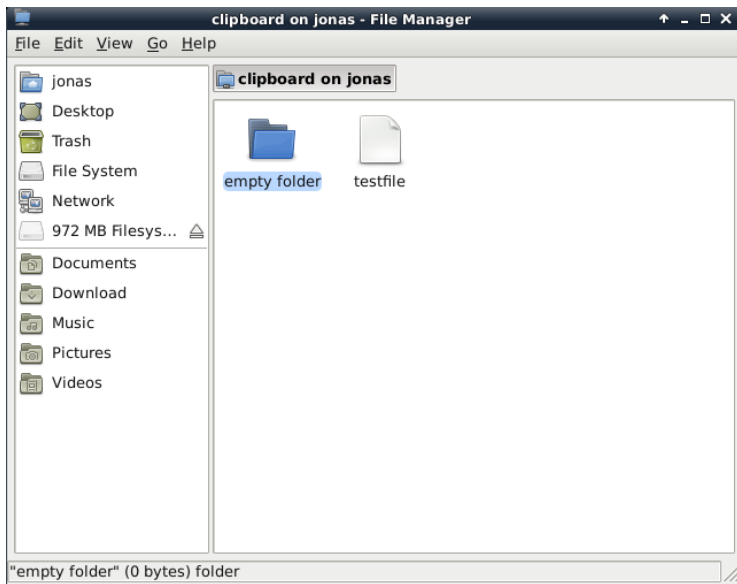 clipboard on jonas - File Manager
File Edit View Go Help
jonas
Desktop
Trash
File System
Network
972 MB Filesys...
Documents
Download
Music
Pictures
Videos
clipboard on jonas
empty folder testfile
"empty folder" (0 bytes) folder